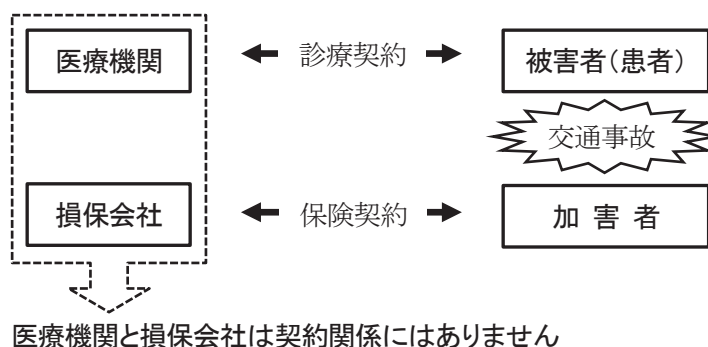 医療機関 診療契約 被害者(患者)
交通事故
損保会社 保険契約 加害者
医療機関と損保会社は契約関係にはありません